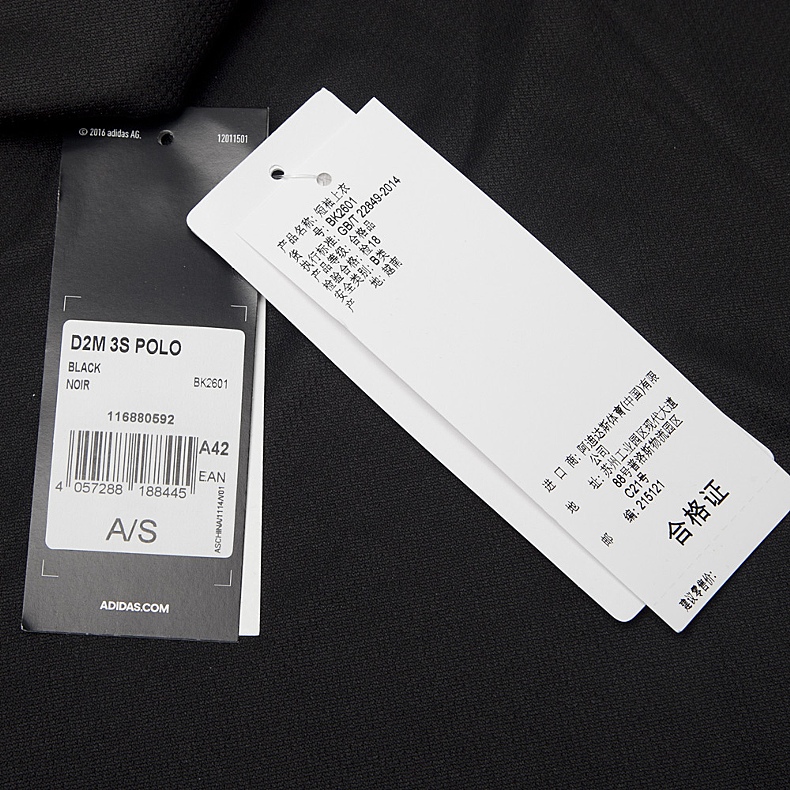 © 2016 adidas AG.
12011501
D2M 3S POLO
BLACK
NOIR
BK2601
116880592
A42
EAN
4 057288 188445
A/S
ASCHINA/1114/V01
ADIDAS.COM
产品名称: 短袖上衣
货 号: BK2601
执行标准: GB/T 22849-2014
产品等级: 合格品
检验合格: 检18
安全类别: B类
产 地: 越南
进 口 商: 阿迪达斯体育(中国)有限
公司
地 址: 苏州工业园区现代大道
88号普洛斯物流园区
C21号
邮 编: 215121
合格证
建议零售价: